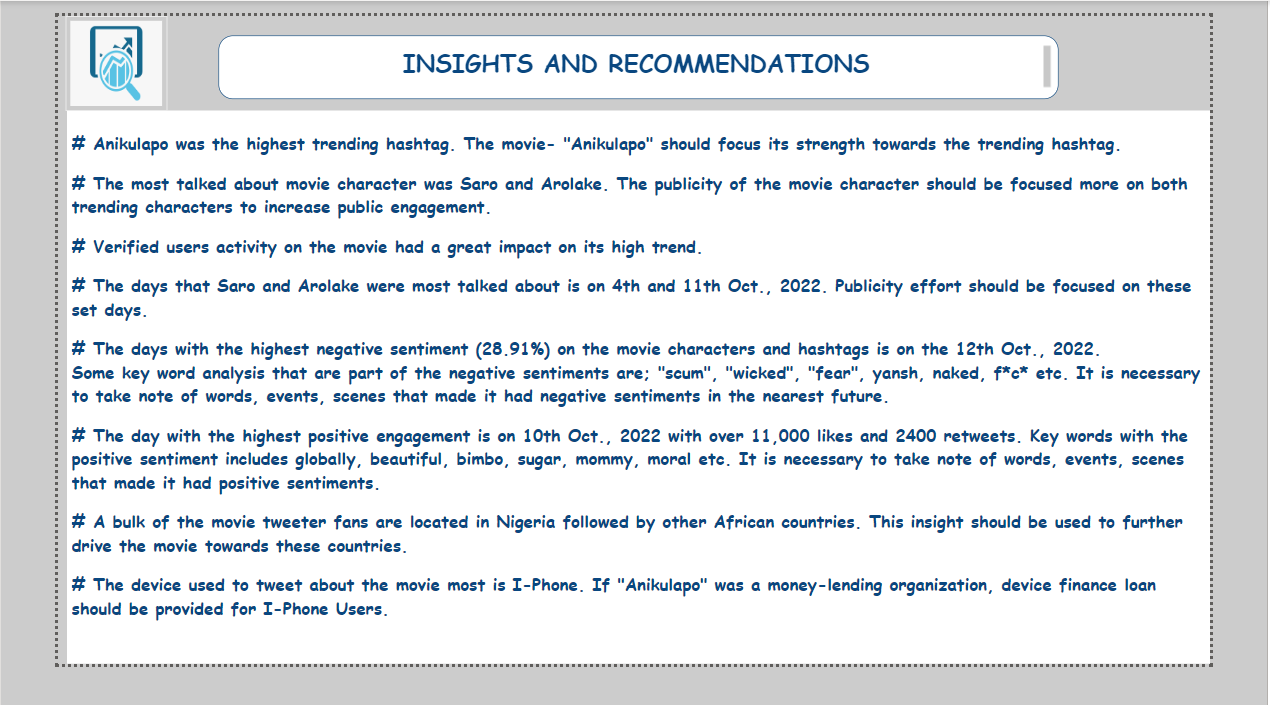 INSIGHTS AND RECOMMENDATIONS
# Anikulapo was the highest trending hashtag. The movie- "Anikulapo" should focus its strength towards the trending hashtag.
# The most talked about movie character was Saro and Arolake. The publicity of the movie character should be focused more on both
trending characters to increase public engagement.
# Verified users activity on the movie had a great impact on its high trend.
# The days that Saro and Arolake were most talked about is on 4th and 11th Oct., 2022. Publicity effort should be focused on these
set days.
# The days with the highest negative sentiment (28.91%) on the movie characters and hashtags is on the 12th Oct., 2022.
Some key word analysis that are part of the negative sentiments are; "scum", "wicked", "fear", yansh, naked, f*c* etc. It is necessary
to take note of words, events, scenes that made it had negative sentiments in the nearest future.
# The day with the highest positive engagement is on 10th Oct., 2022 with over 11,000 likes and 2400 retweets. Key words with the
positive sentiment includes globally, beautiful, bimbo, sugar, mommy, moral etc. It is necessary to take note of words, events, scenes
that made it had positive sentiments.
# A bulk of the movie tweeter fans are located in Nigeria followed by other African countries. This insight should be used to further
drive the movie towards these countries.
# The device used to tweet about the movie most is I-Phone. If "Anikulapo" was a money-lending organization, device finance loan
should be provided for I-Phone Users.